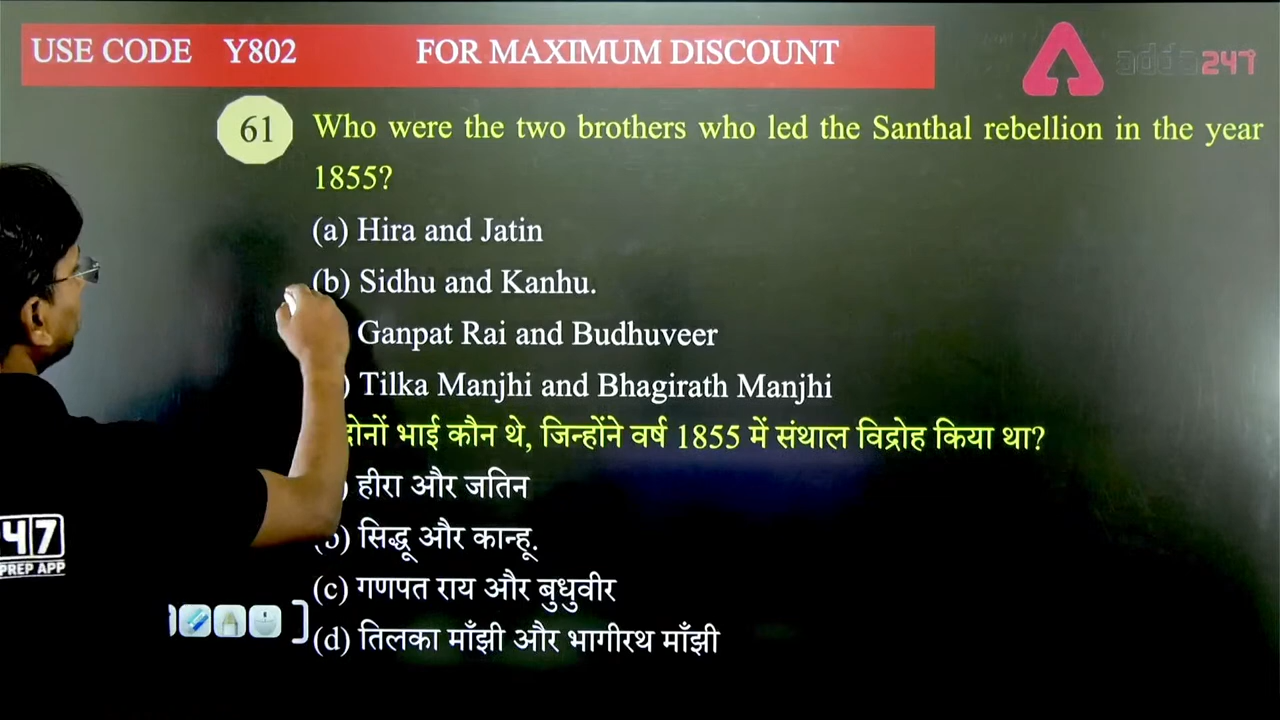 USE CODE Y802 FOR MAXIMUM DISCOUNT
adda247
61 Who were the two brothers who led the Santhal rebellion in the year
1855?
(a) Hira and Jatin
(b) Sidhu and Kanhu.
Ganpat Rai and Budhuveer
) Tilka Manjhi and Bhagirath Manjhi
दोनों भाई कौन थे, जिन्होंने वर्ष 1855 में संथाल विद्रोह किया था?
) हीरा और जतिन
(b) सिद्धू और कान्हू.
(c) गणपत राय और बुधुवीर
(d) तिलका माँझी और भागीरथ माँझी
47
PREP APP